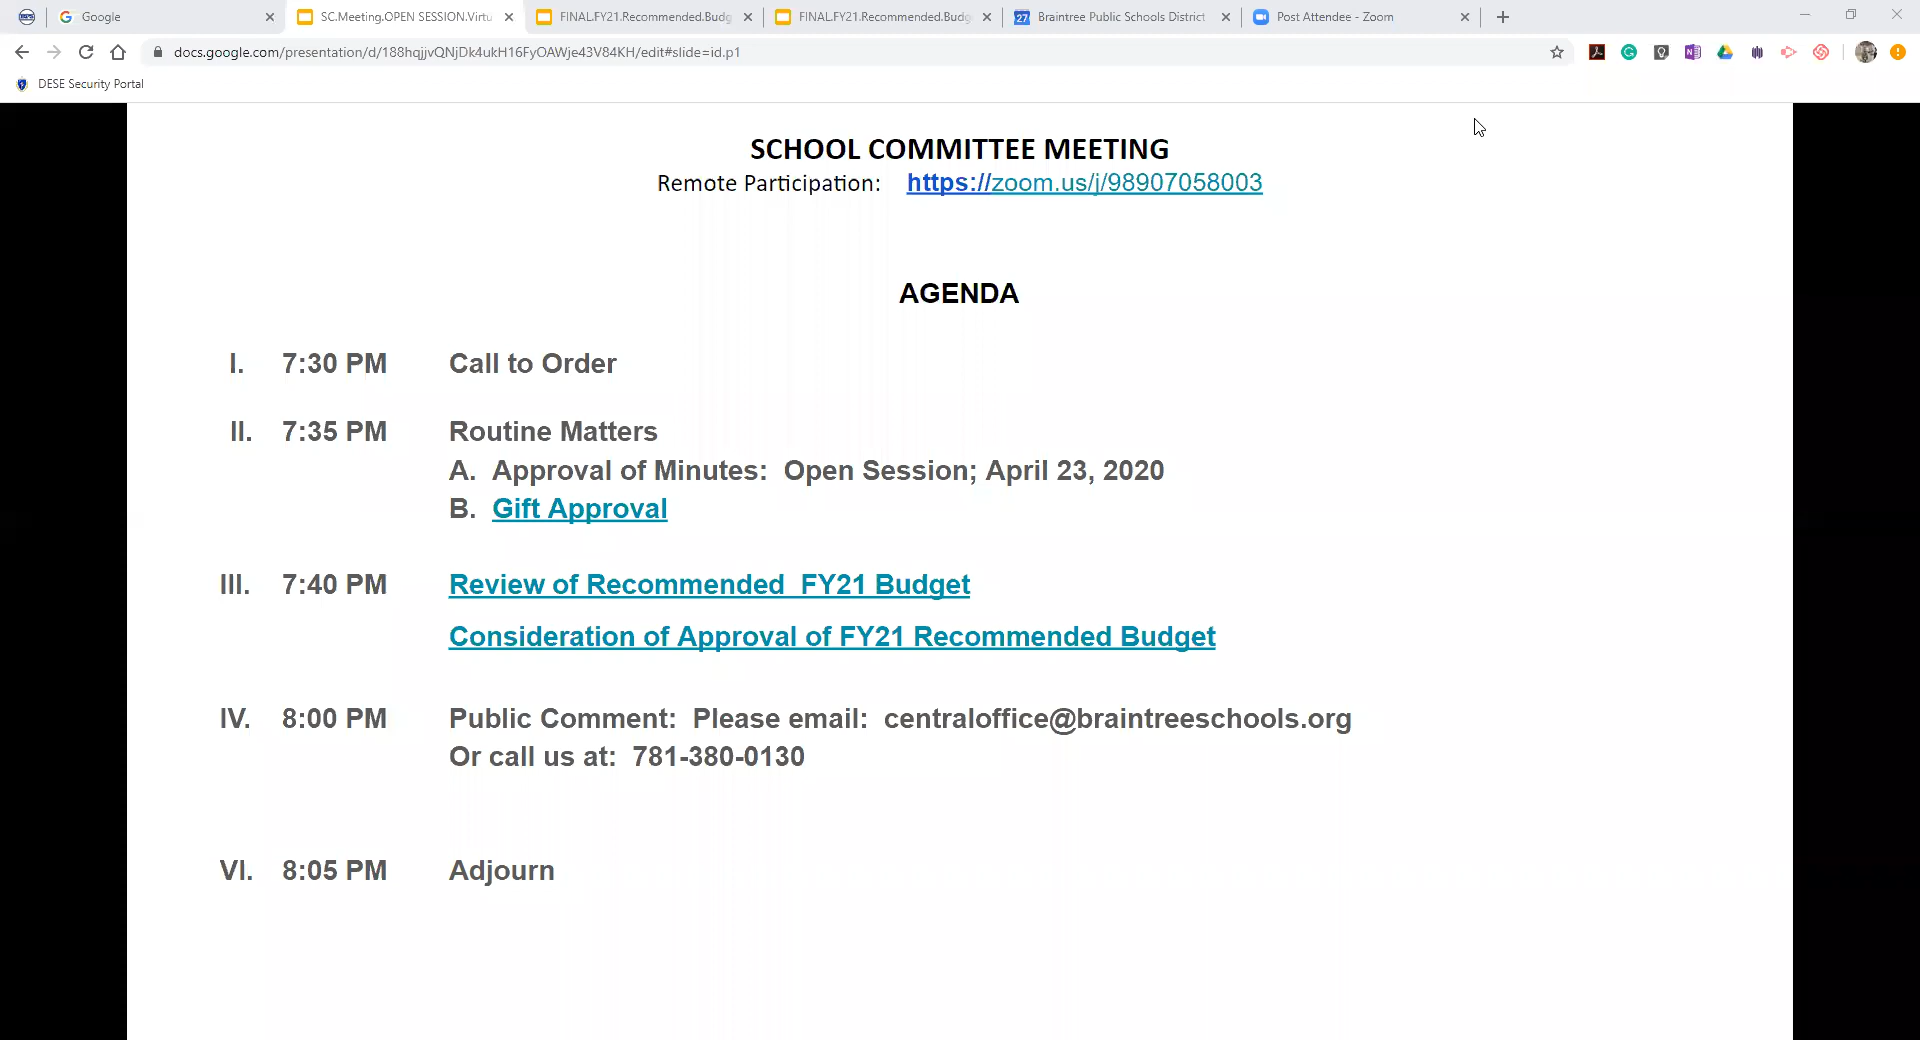 Google
SC.Meeting.OPEN SESSION.Virtu
FINAL.FY21.Recommended.Budg
FINAL.FY21.Recommended.Budg
27
Braintree Public Schools District
Post Attendee - Zoom
docs.google.com/presentation/d/188hqjjvQNjDk4ukH16FyOAWje43V84KH/edit#slide=id.p1
DESE Security Portal
SCHOOL COMMITTEE MEETING
Remote Participation: https://zoom.us/j/98907058003
AGENDA
I. 7:30 PM Call to Order
II. 7:35 PM Routine Matters
A. Approval of Minutes: Open Session; April 23, 2020
B. Gift Approval
III. 7:40 PM Review of Recommended FY21 Budget
Consideration of Approval of FY21 Recommended Budget
IV. 8:00 PM Public Comment: Please email: centraloffice@braintreeschools.org
Or call us at: 781-380-0130
VI. 8:05 PM Adjourn